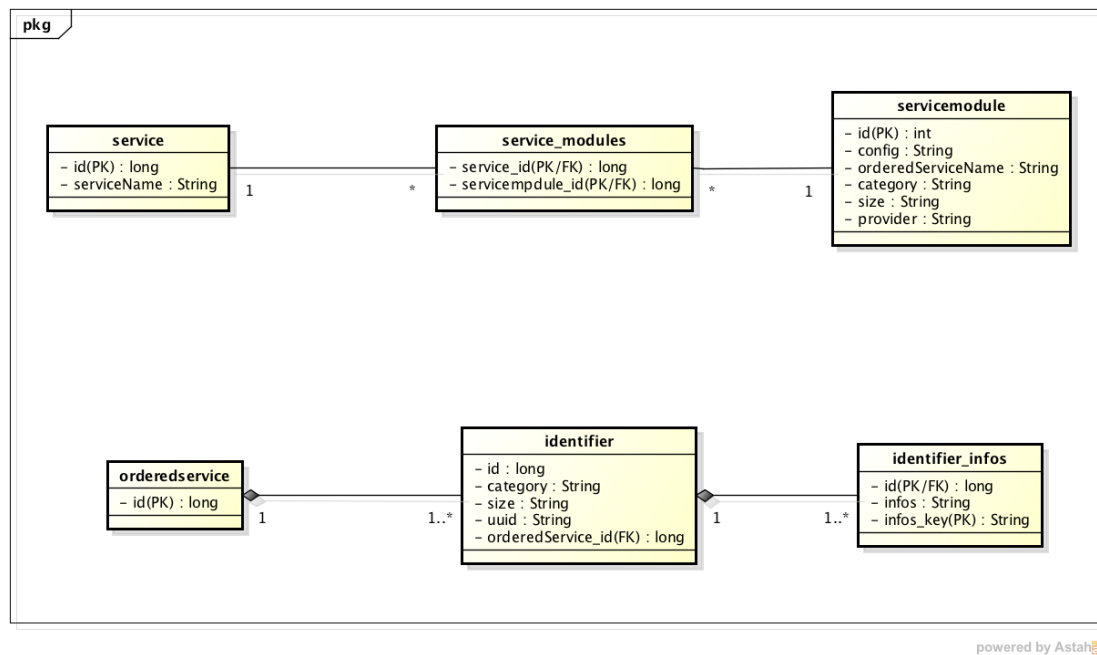 pkg
service
– id(PK) : long
– serviceName : String
1
*
service_modules
– service_id(PK/FK) : long
– servicempdule_id(PK/FK) : long
*
1
servicemodule
– id(PK) : int
– config : String
– orderedServiceName : String
– category : String
– size : String
– provider : String
orderedservice
– id(PK) : long
1
1..*
identifier
– id : long
– category : String
– size : String
– uuid : String
– orderedService_id(FK) : long
1
1..*
identifier_infos
– id(PK/FK) : long
– infos : String
– infos_key(PK) : String
powered by Astah